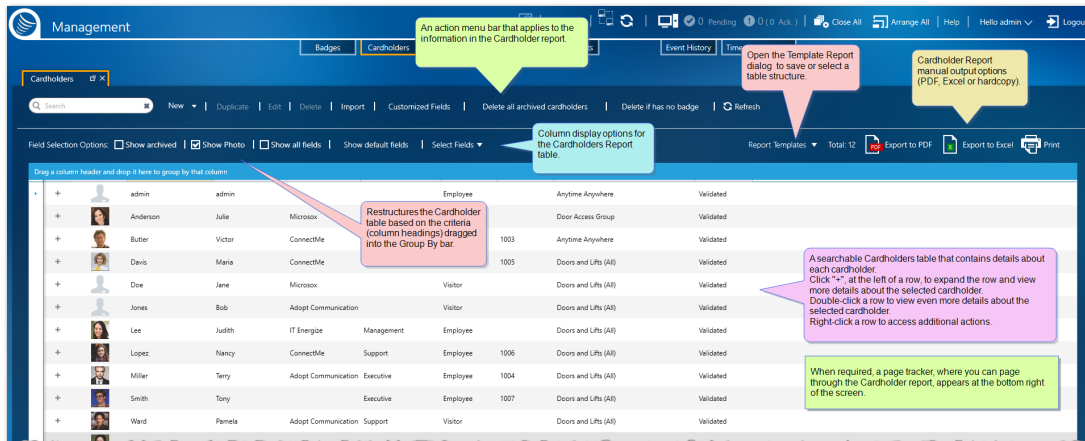 Management
Pending 0 ( 0 Ack. ) Close All Arrange All Help Hello admin Logou
An action menu bar that applies to the
information in the Cardholder report.
Badges Cardholders ts Event History Time
Open the Template Report
dialog to save or select a
table structure.
Cardholder Report
manual output options
(PDF, Excel or hardcopy).
Cardholders
Search New Duplicate Edit Delete Import Customized Fields Delete all archived cardholders Delete if has no badge Refresh
Column display options for
the Cardholders Report
table.
Field Selection Options: Show archived Show Photo Show all fields Show default fields Select Fields Report Templates Total: 12 PDF Export to PDF Export to Excel Print
Drag a column header and drop it here to group by that column
+ admin admin Employee Anytime Anywhere Validated
+ Anderson Julie Microsox Door Access Group Validated
+ Butler Victor ConnectMe 1003 Anytime Anywhere Validated
+ Davis Maria ConnectMe 1005 Doors and Lifts (All) Validated
+ Doe Jane Microsox Visitor Doors and Lifts (All) Validated
+ Jones Bob Adopt Communication Visitor Doors and Lifts (All) Validated
+ Lee Judith IT Energize Management Employee Doors and Lifts (All) Validated
+ Lopez Nancy ConnectMe Support Employee 1006 Doors and Lifts (All) Validated
+ Miller Terry Adopt Communication Executive Employee 1004 Doors and Lifts (All) Validated
+ Smith Tony Executive Employee 1007 Doors and Lifts (All) Validated
+ Ward Pamela Adopt Communication Support Visitor Doors and Lifts (All) Validated
Restructures the Cardholder
table based on the criteria
(column headings) dragged
into the Group By bar.
A searchable Cardholders table that contains details about
each cardholder.
Click "+", at the left of a row, to expand the row and view
more details about the selected cardholder.
Double-click a row to view even more details about the
selected cardholder.
Right-click a row to access additional actions.
When required, a page tracker, where you can page
through the Cardholder report, appears at the bottom right
of the screen.